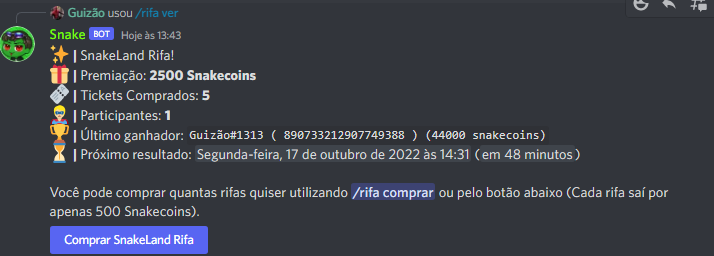 Guizão usou /rifa ver
Snake BOT Hoje às 13:43
| SnakeLand Rifa!
| Premiação: 2500 Snakecoins
| Tickets Comprados: 5
| Participantes: 1
| Último ganhador: Guizão#1313 ( 890733212907749388 ) (44000 snakecoins)
| Próximo resultado: Segunda-feira, 17 de outubro de 2022 às 14:31 (em 48 minutos)
Você pode comprar quantas rifas quiser utilizando /rifa comprar ou pelo botão abaixo (Cada rifa saí por
apenas 500 Snakecoins).
Comprar SnakeLand Rifa